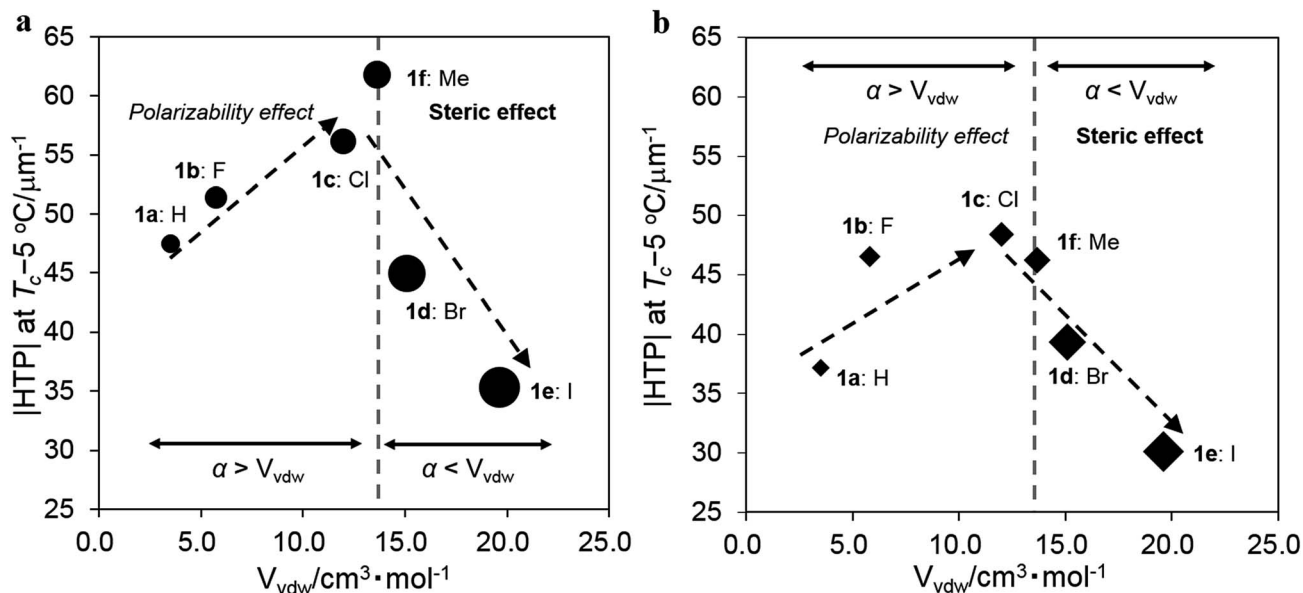 a
|HTP| at Tc−5 ºC/μm⁻¹
65
60
55
50
45
40
35
30
25
0.0 5.0 10.0 15.0 20.0 25.0
Vvdw/cm³·mol⁻¹
1f: Me
Polarizability effect Steric effect
1b: F
1c: Cl
1a: H
1d: Br
1e: I
α > Vvdw α < Vvdw
b
|HTP| at Tc−5 ºC/μm⁻¹
65
60
55
50
45
40
35
30
25
0.0 5.0 10.0 15.0 20.0 25.0
Vvdw/cm³·mol⁻¹
α > Vvdw α < Vvdw
Polarizability effect Steric effect
1c: Cl
1b: F
1f: Me
1a: H
1d: Br
1e: I